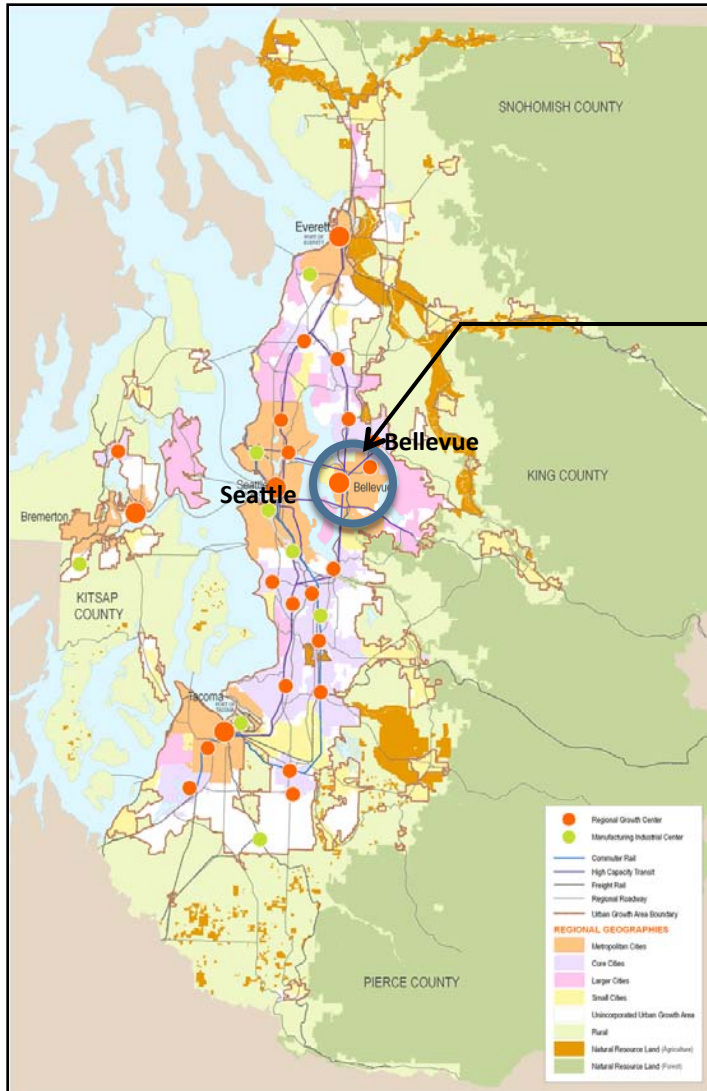 SNOHOMISH COUNTY
Everett
PORT OF
EVERETT
Bellevue
KING COUNTY
Seattle
Seattle
Bellevue
Bremerton
KITSAP
COUNTY
Tacoma
PORT OF
TACOMA
PIERCE COUNTY
Regional Growth Center
Manufacturing Industrial Center
Commuter Rail
High Capacity Transit
Freight Rail
Regional Roadway
Urban Growth Area Boundary
REGIONAL GEOGRAPHIES
Metropolitan Cities
Core Cities
Larger Cities
Small Cities
Unincorporated Urban Growth Area
Rural
Natural Resource Land (Agriculture)
Natural Resource Land (Forest)